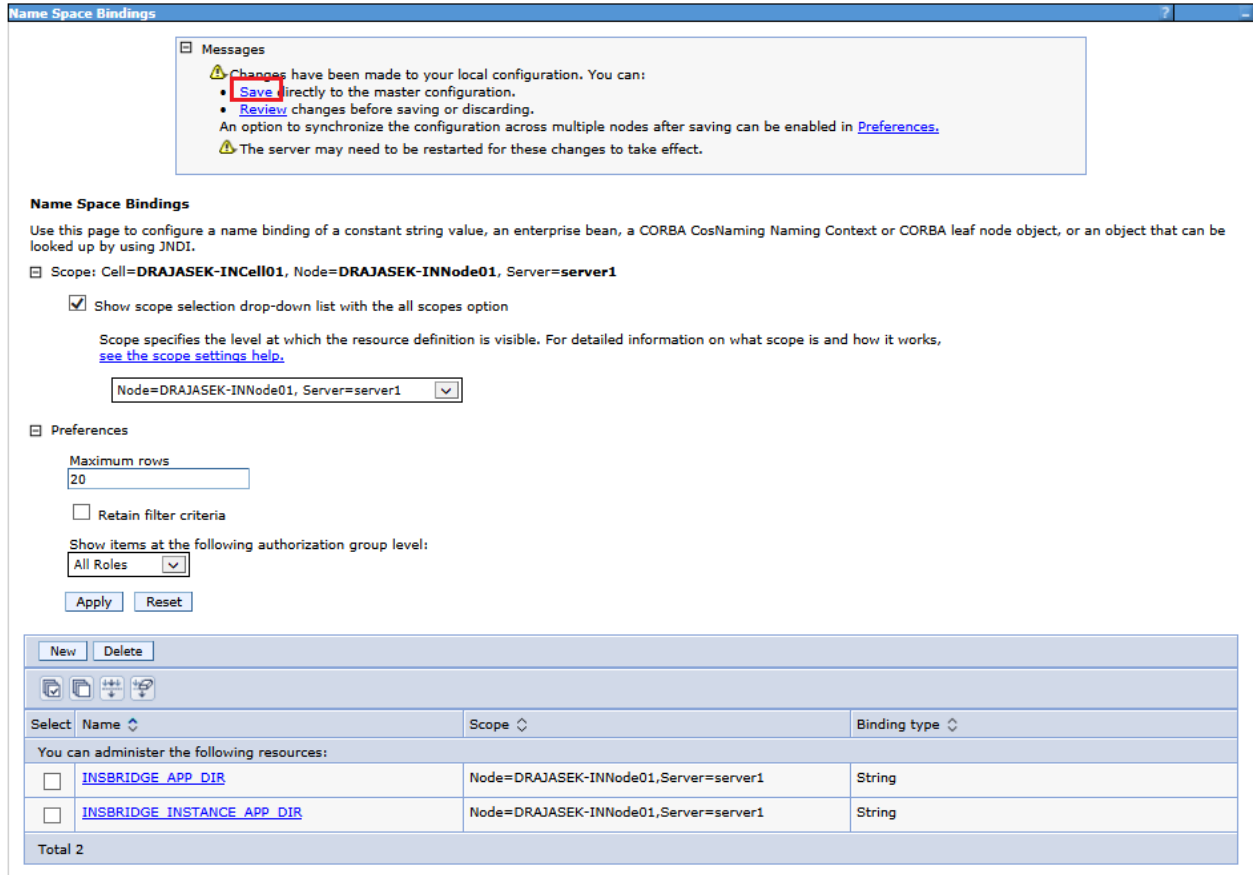 Name Space Bindings ? –
Messages
Changes have been made to your local configuration. You can:
• Save directly to the master configuration.
• Review changes before saving or discarding.
An option to synchronize the configuration across multiple nodes after saving can be enabled in Preferences.
The server may need to be restarted for these changes to take effect.
Name Space Bindings
Use this page to configure a name binding of a constant string value, an enterprise bean, a CORBA CosNaming Naming Context or CORBA leaf node object, or an object that can be
looked up by using JNDI.
Scope: Cell=DRAJASEK-INCell01, Node=DRAJASEK-INNode01, Server=server1
Show scope selection drop-down list with the all scopes option
Scope specifies the level at which the resource definition is visible. For detailed information on what scope is and how it works,
see the scope settings help.
Node=DRAJASEK-INNode01, Server=server1
Preferences
Maximum rows
20
Retain filter criteria
Show items at the following authorization group level:
All Roles
Apply Reset
New Delete
Select Name Scope Binding type
You can administer the following resources:
INSBRIDGE_APP_DIR Node=DRAJASEK-INNode01,Server=server1 String
INSBRIDGE_INSTANCE_APP_DIR Node=DRAJASEK-INNode01,Server=server1 String
Total 2